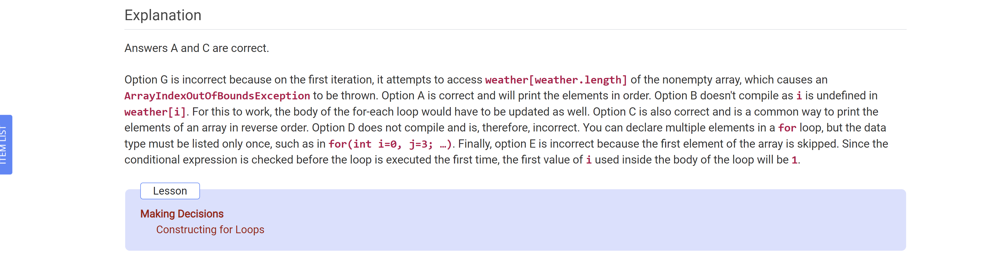 Explanation
Answers A and C are correct.
Option G is incorrect because on the first iteration, it attempts to access weather[weather.length] of the nonempty array, which causes an
ArrayIndexOutOfBoundsException to be thrown. Option A is correct and will print the elements in order. Option B doesn't compile as i is undefined in
weather[i]. For this to work, the body of the for-each loop would have to be updated as well. Option C is also correct and is a common way to print the
elements of an array in reverse order. Option D does not compile and is, therefore, incorrect. You can declare multiple elements in a for loop, but the data
type must be listed only once, such as in for(int i=0, j=3; …). Finally, option E is incorrect because the first element of the array is skipped. Since the
conditional expression is checked before the loop is executed the first time, the first value of i used inside the body of the loop will be 1.
ITEM LIST
Lesson
Making Decisions
Constructing for Loops